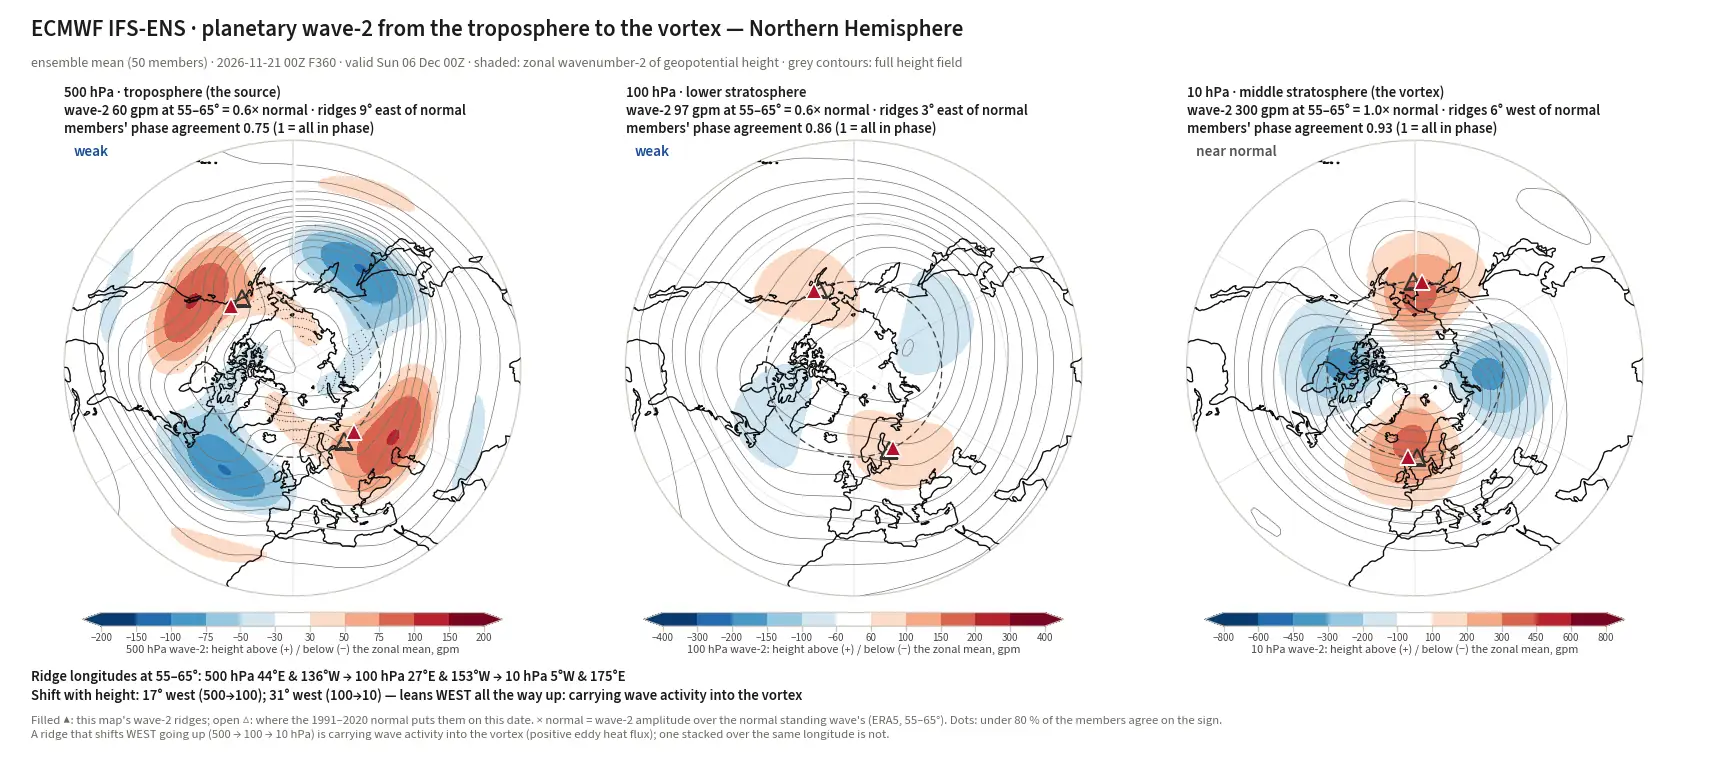 ECMWF IFS-ENS · planetary wave-2 from the troposphere to the vortex — Northern Hemisphere
ensemble mean (50 members) · 2026-11-21 00Z F360 · valid Sun 06 Dec 00Z · shaded: zonal wavenumber-2 of geopotential height · grey contours: full height field
500 hPa · troposphere (the source)
wave-2 60 gpm at 55–65° = 0.6× normal · ridges 9° east of normal
members' phase agreement 0.75 (1 = all in phase)
weak
100 hPa · lower stratosphere
wave-2 97 gpm at 55–65° = 0.6× normal · ridges 3° east of normal
members' phase agreement 0.86 (1 = all in phase)
weak
10 hPa · middle stratosphere (the vortex)
wave-2 300 gpm at 55–65° = 1.0× normal · ridges 6° west of normal
members' phase agreement 0.93 (1 = all in phase)
near normal
−200 −150 −100 −75 −50 −30 30 50 75 100 150 200
500 hPa wave-2: height above (+) / below (−) the zonal mean, gpm
−400 −300 −200 −150 −100 −60 60 100 150 200 300 400
100 hPa wave-2: height above (+) / below (−) the zonal mean, gpm
−800 −600 −450 −300 −200 −100 100 200 300 450 600 800
10 hPa wave-2: height above (+) / below (−) the zonal mean, gpm
Ridge longitudes at 55–65°: 500 hPa 44°E & 136°W → 100 hPa 27°E & 153°W → 10 hPa 5°W & 175°E
Shift with height: 17° west (500→100); 31° west (100→10) — leans WEST all the way up: carrying wave activity into the vortex
Filled ▲: this map's wave-2 ridges; open △: where the 1991–2020 normal puts them on this date. × normal = wave-2 amplitude over the normal standing wave's (ERA5, 55–65°). Dots: under 80 % of the members agree on the sign.
A ridge that shifts WEST going up (500 → 100 → 10 hPa) is carrying wave activity into the vortex (positive eddy heat flux); one stacked over the same longitude is not.